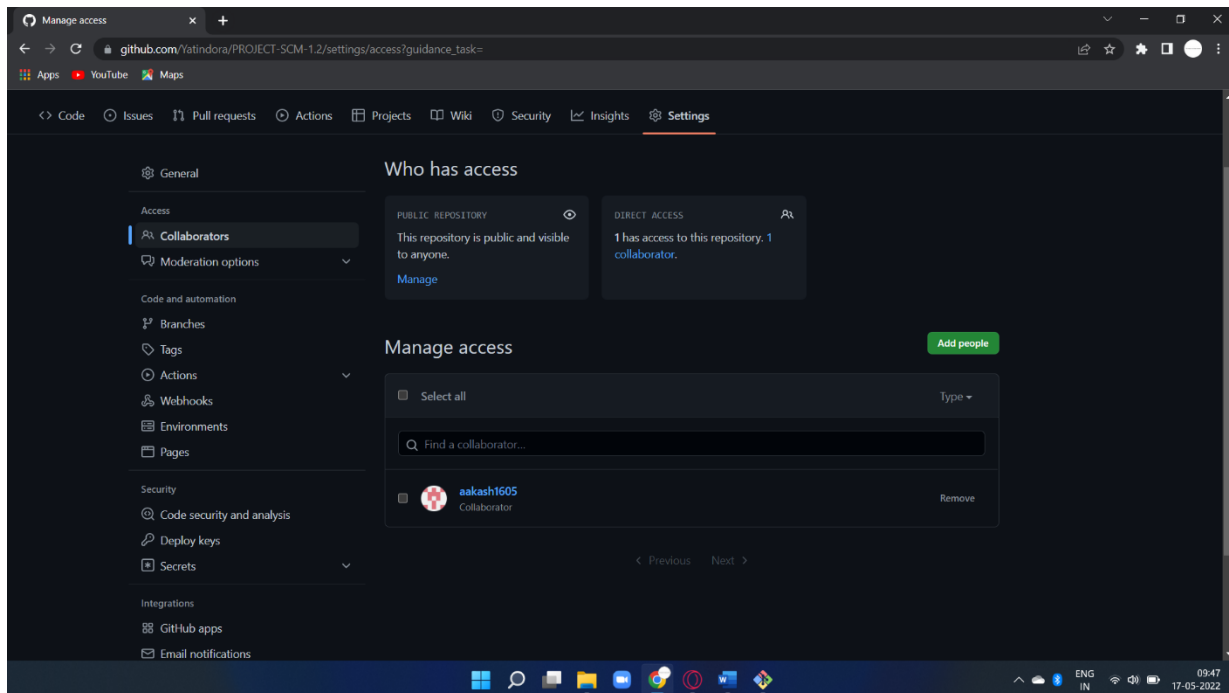 Manage access
github.com/Yatindora/PROJECT-SCM-1.2/settings/access?guidance_task=
Apps YouTube Maps
Code Issues Pull requests Actions Projects Wiki Security Insights Settings
General
Access
Collaborators
Moderation options
Code and automation
Branches
Tags
Actions
Webhooks
Environments
Pages
Security
Code security and analysis
Deploy keys
Secrets
Integrations
GitHub apps
Email notifications
Who has access
PUBLIC REPOSITORY
This repository is public and visible
to anyone.
Manage
DIRECT ACCESS
1 has access to this repository. 1
collaborator.
Manage access
Add people
Select all
Type
Find a collaborator...
aakash1605
Collaborator
Remove
Previous Next
ENG
IN
09:47
17-05-2022